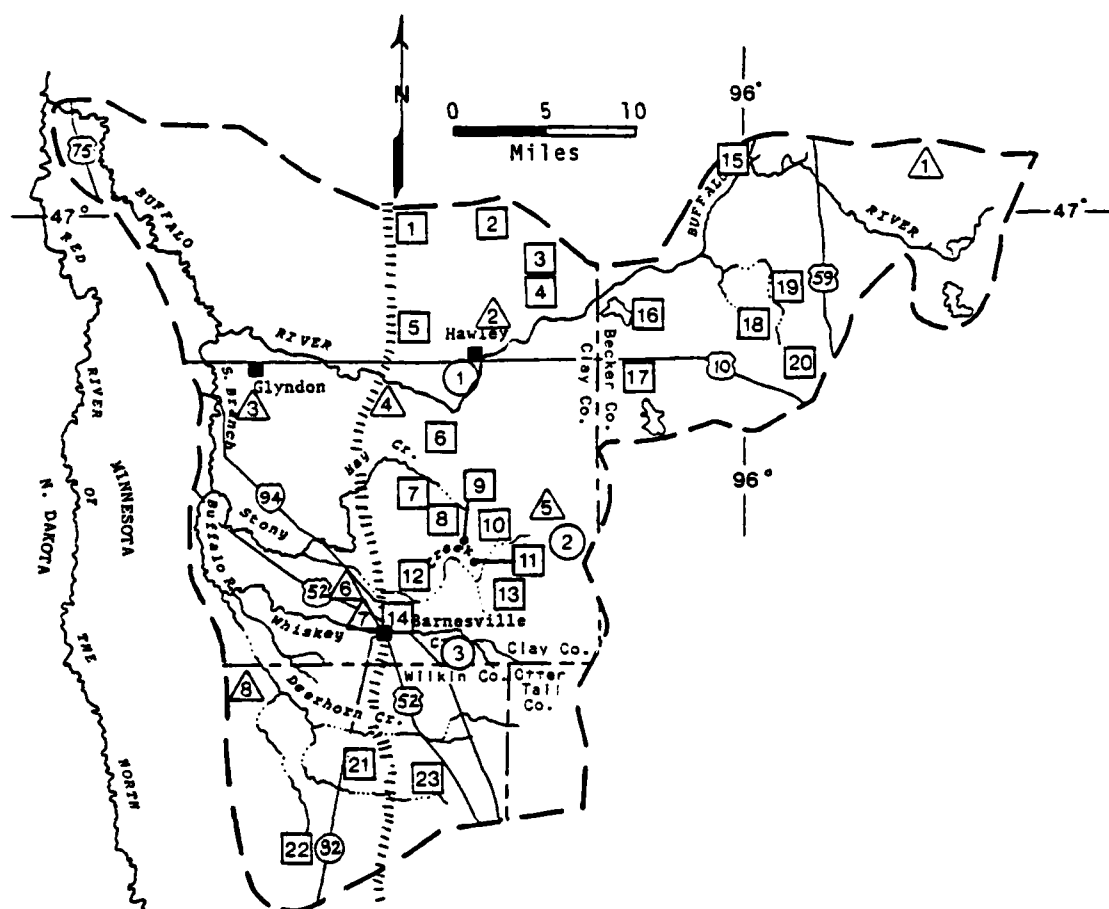 N
0 5 10
Miles
96°
75
BUFFALO
15
BUFFALO
1
47°
47°
RED
RIVER
1
2
3
4
RIVER
59
19
5
2
16
18
Hawley
RIVER
Becker Co.
Clay Co.
20
10
17
1
Glyndon
S. Branch
3
4
6
Hay Cr.
96°
MINNESOTA
N. DAKOTA
OF
94
7
9
8
5
Stony
10
2
Buffalo R.
Creek
11
12
6
52
13
7
14
Barnesville
Whiskey
Cr.
3
Clay Co.
THE
Wilkin Co.
Otter
Tail
Co.
8
Deerhorn Cr.
52
21
23
NORTH
22
32